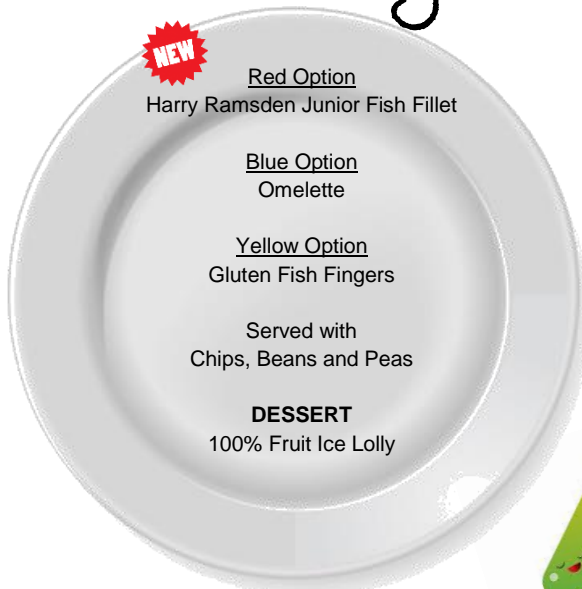 NEW
Red Option
Harry Ramsden Junior Fish Fillet
Blue Option
Omelette
Yellow Option
Gluten Fish Fingers
Served with
Chips, Beans and Peas
DESSERT
100% Fruit Ice Lolly